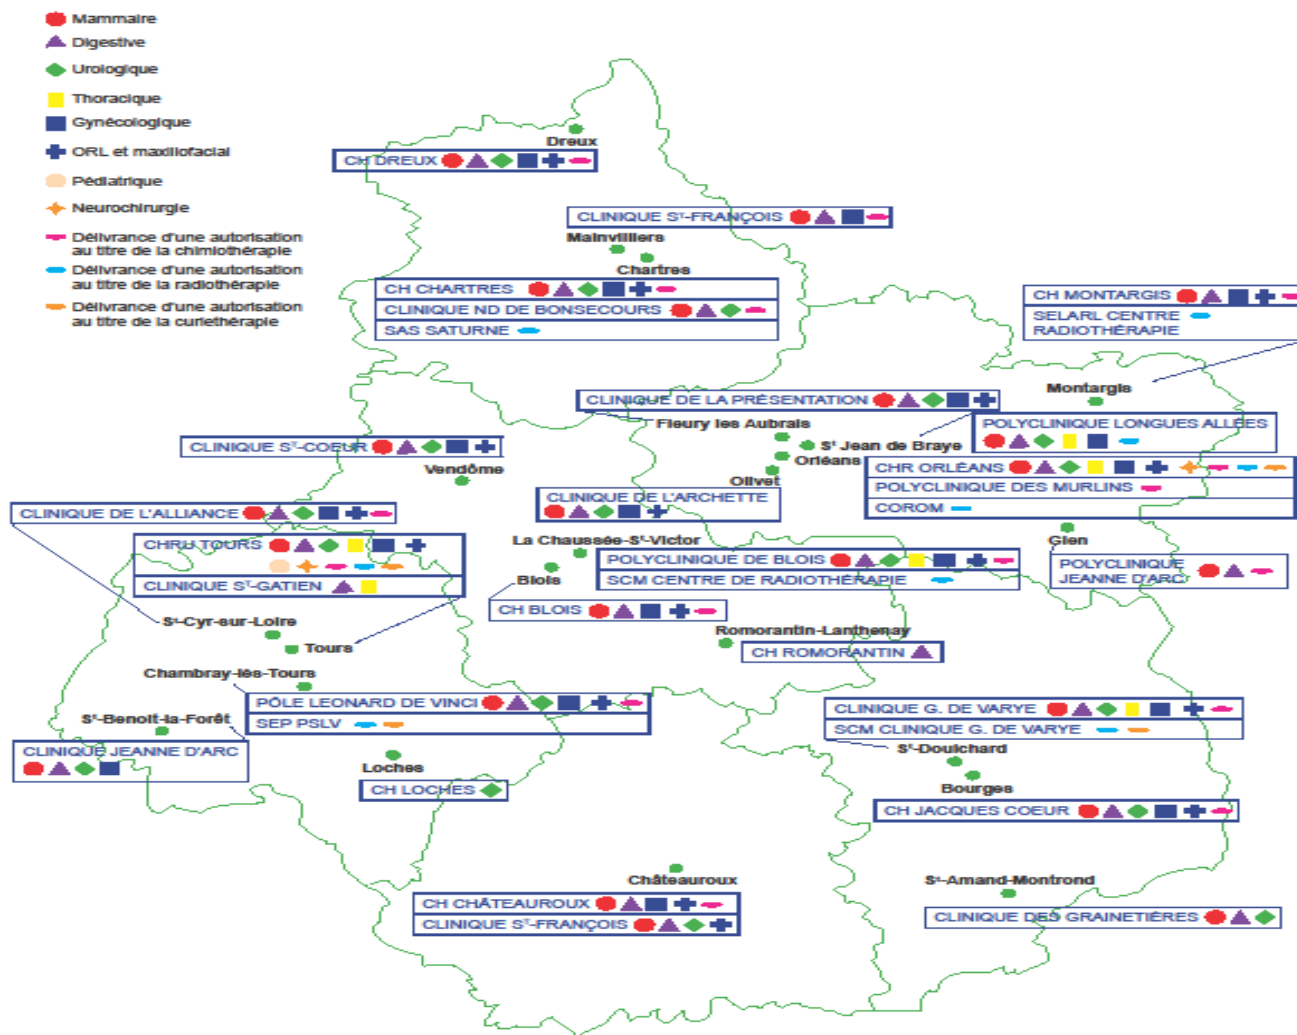 Mammaire
Digestive
Urologique
Thoracique
Gynécologique
ORL et maxillofacial
Pédiatrique
Neurochirurgie
Délivrance d'une autorisation
au titre de la chimiothérapie
Délivrance d'une autorisation
au titre de la radiothérapie
Délivrance d'une autorisation
au titre de la curiethérapie
Dreux
CH DREUX
CLINIQUE Sᵀ-FRANÇOIS
Mainvilliers
Chartres
CH CHARTRES
CLINIQUE ND DE BONSECOURS
SAS SATURNE
CH MONTARGIS
SELARL CENTRE
RADIOTHÉRAPIE
Montargis
CLINIQUE DE LA PRÉSENTATION
Fleury les Aubrais
Sᵗ Jean de Braye
Orléans
Olivet
POLYCLINIQUE LONGUES ALLEES
CHR ORLÉANS
POLYCLINIQUE DES MURLINS
COROM
CLINIQUE Sᵀ-COEUR
Vendôme
CLINIQUE DE L'ARCHETTE
CLINIQUE DE L'ALLIANCE
CHRU TOURS
CLINIQUE Sᵀ-GATIEN
La Chaussée-Sᵗ-Victor
Blois
POLYCLINIQUE DE BLOIS
SCM CENTRE DE RADIOTHÉRAPIE
CH BLOIS
Gien
POLYCLINIQUE
JEANNE D'ARC
Sᵗ-Cyr-sur-Loire
Tours
Romorantin-Lanthenay
CH ROMORANTIN
Chambray-lès-Tours
PÔLE LEONARD DE VINCI
SEP PSLV
Sᵗ-Benoit-la-Forêt
CLINIQUE JEANNE D'ARC
Loches
CH LOCHES
CLINIQUE G. DE VARYE
SCM CLINIQUE G. DE VARYE
Sᵗ-Doulchard
Bourges
CH JACQUES COEUR
Châteauroux
CH CHÂTEAUROUX
CLINIQUE Sᵀ-FRANÇOIS
Sᵗ-Amand-Montrond
CLINIQUE DES GRAINETIÈRES